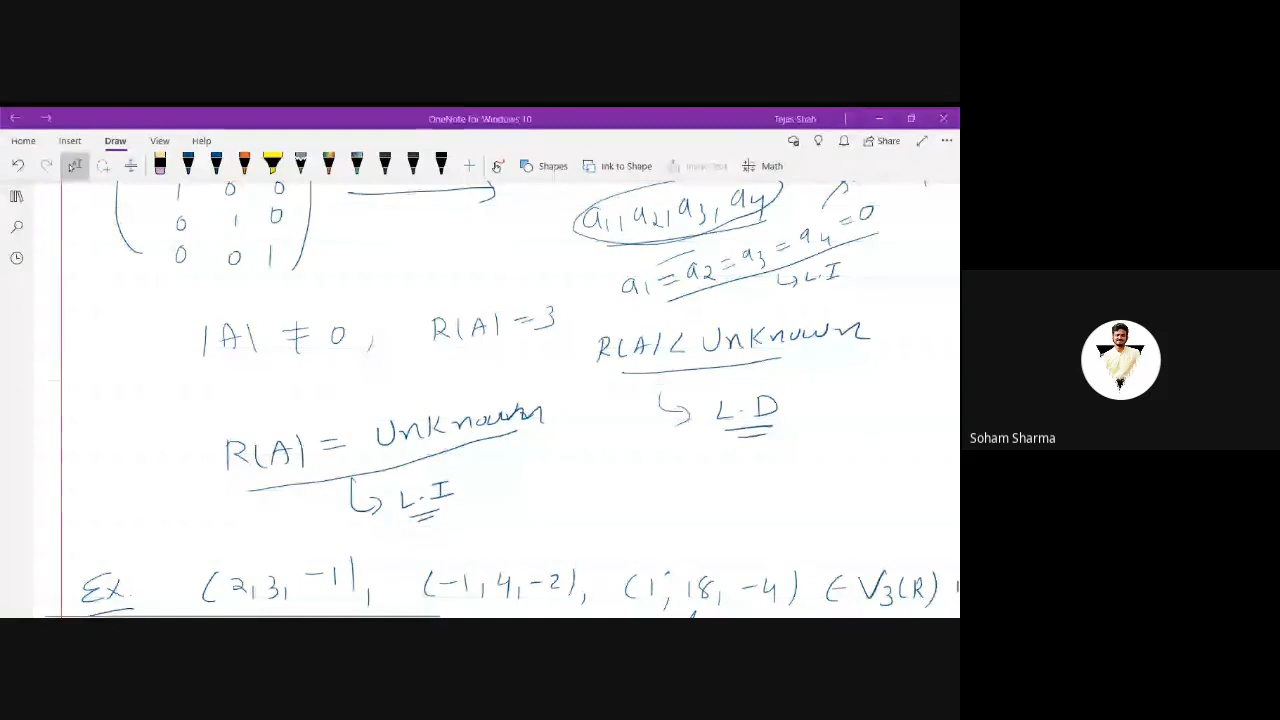 OneNote for Windows 10
Tejas Shah
Home Insert Draw View Help
Share
Shapes Ink to Shape Math
1 0 0
0 1 0
0 0 1
a1, a2, a3, a4
a1 = a2 = a3 = a4 = 0
↳ L.I
|A| ≠ 0, R(A) = 3
R(A) < Unknown
↳ L.D
R(A) = Unknown
↳ L.I
Ex. (2,3,-1), (-1,4,-2), (1, 18, -4) ∈ V3(R)
Soham Sharma